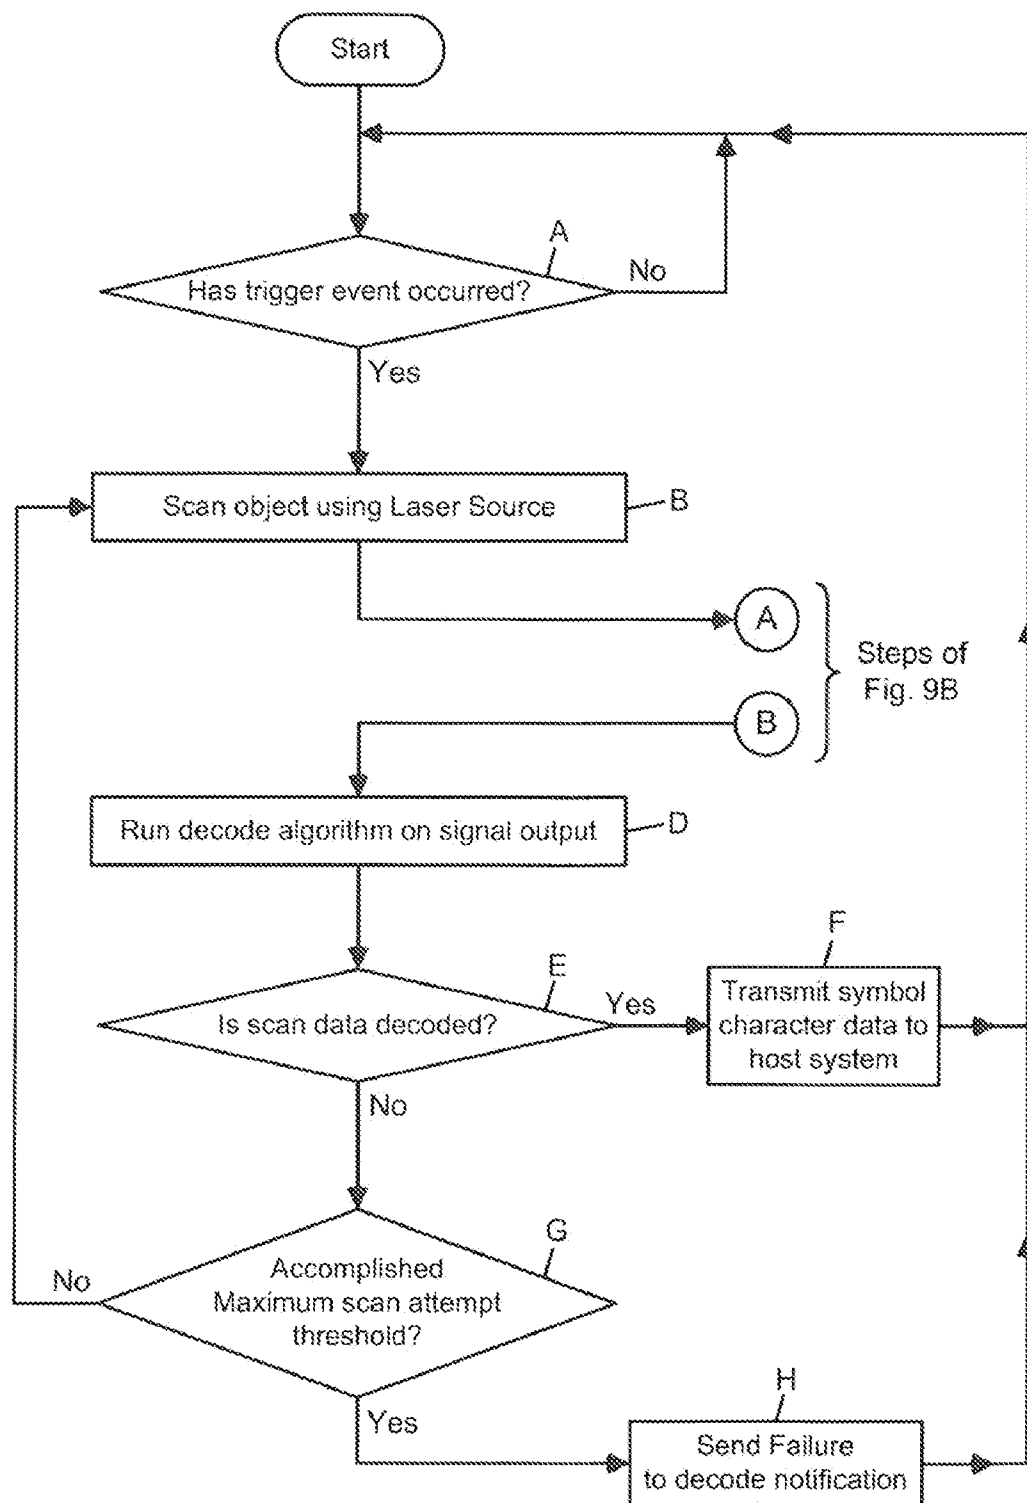 Start
A
Has trigger event occurred?
No
Yes
Scan object using Laser Source
B
A
Steps of
Fig. 9B
B
Run decode algorithm on signal output
D
E
Is scan data decoded?
Yes
F
Transmit symbol
character data to
host system
No
G
Accomplished
Maximum scan attempt
threshold?
No
Yes
H
Send Failure
to decode notification